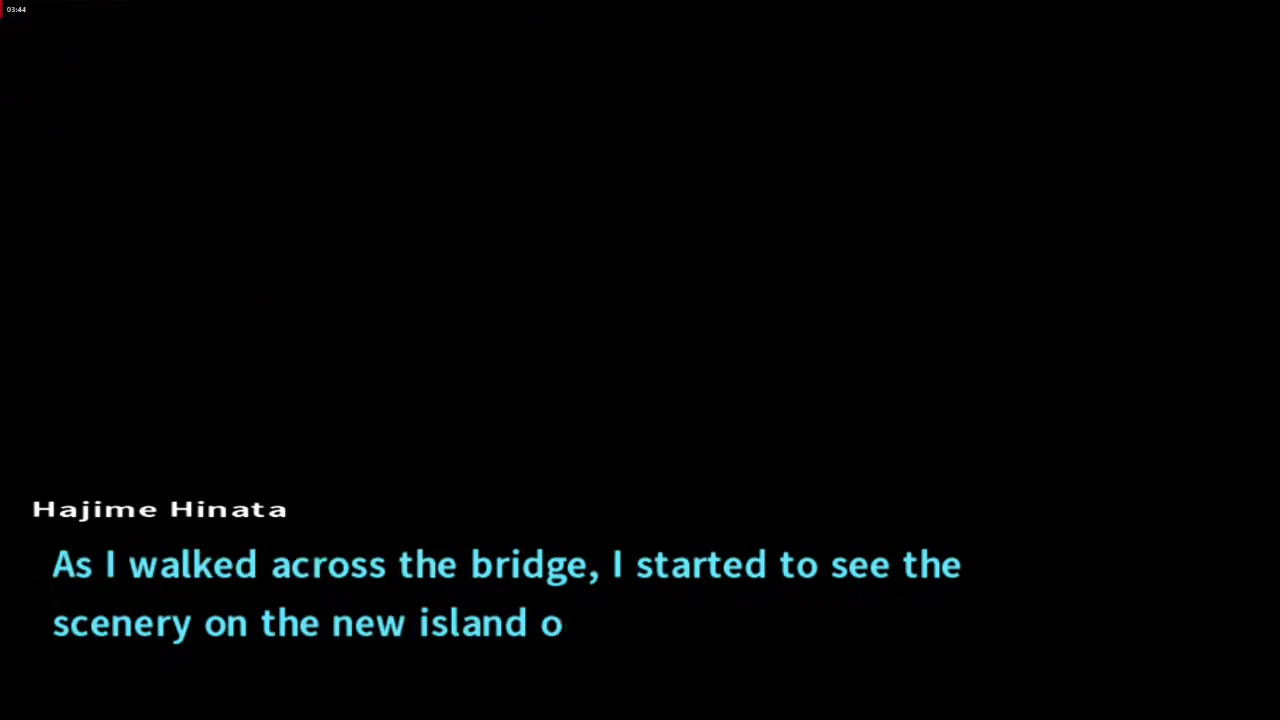 03:44
Hajime Hinata
As I walked across the bridge, I started to see the
scenery on the new island o